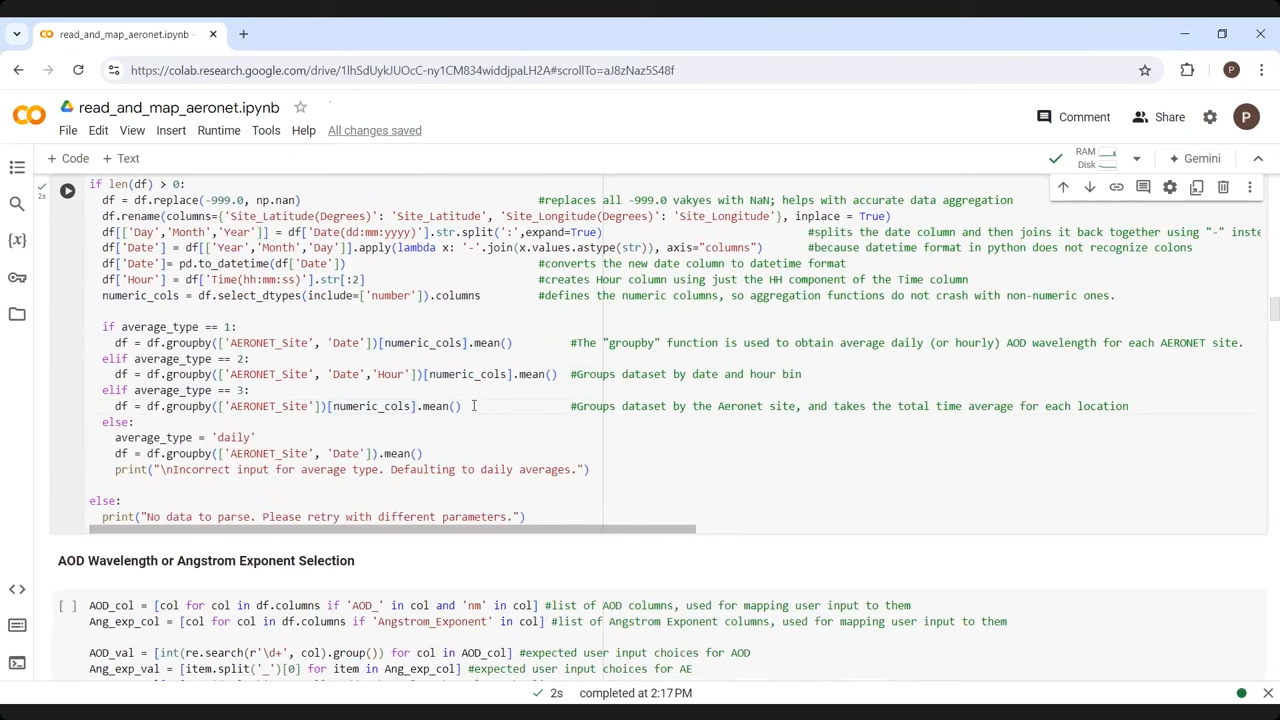 read_and_map_aeronet.ipynb -
https://colab.research.google.com/drive/1lhSdUykJUOcC-ny1CM834widdjpaLH2A#scrollTo=aJ8zNaz5S48f
P
read_and_map_aeronet.ipynb
File Edit View Insert Runtime Tools Help All changes saved
Comment Share P
+ Code + Text
RAM
Disk
Gemini
2s
if len(df) > 0:
df = df.replace(-999.0, np.nan) #replaces all -999.0 vakyes with NaN; helps with accurate data aggregation
df.rename(columns={'Site_Latitude(Degrees)': 'Site_Latitude', 'Site_Longitude(Degrees)': 'Site_Longitude'}, inplace = True)
df[['Day','Month','Year']] = df['Date(dd:mm:yyyy)'].str.split(':',expand=True) #splits the date column and then joins it back together using "-" inste
df['Date'] = df[['Year','Month','Day']].apply(lambda x: '-'.join(x.values.astype(str)), axis="columns") #because datetime format in python does not recognize colons
df['Date']= pd.to_datetime(df['Date']) #converts the new date column to datetime format
df['Hour'] = df['Time(hh:mm:ss)'].str[:2] #creates Hour column using just the HH component of the Time column
numeric_cols = df.select_dtypes(include=['number']).columns #defines the numeric columns, so aggregation functions do not crash with non-numeric ones.
if average_type == 1:
df = df.groupby(['AERONET_Site', 'Date'])[numeric_cols].mean() #The "groupby" function is used to obtain average daily (or hourly) AOD wavelength for each AERONET site.
elif average_type == 2:
df = df.groupby(['AERONET_Site', 'Date','Hour'])[numeric_cols].mean() #Groups dataset by date and hour bin
elif average_type == 3:
df = df.groupby(['AERONET_Site'])[numeric_cols].mean() #Groups dataset by the Aeronet site, and takes the total time average for each location
else:
average_type = 'daily'
df = df.groupby(['AERONET_Site', 'Date']).mean()
print("\nIncorrect input for average type. Defaulting to daily averages.")
else:
print("No data to parse. Please retry with different parameters.")
AOD Wavelength or Angstrom Exponent Selection
[ ] AOD_col = [col for col in df.columns if 'AOD_' in col and 'nm' in col] #list of AOD columns, used for mapping user input to them
Ang_exp_col = [col for col in df.columns if 'Angstrom_Exponent' in col] #list of Angstrom Exponent columns, used for mapping user input to them
AOD_val = [int(re.search(r'\d+', col).group()) for col in AOD_col] #expected user input choices for AOD
Ang_exp_val = [item.split('_')[0] for item in Ang_exp_col] #expected user input choices for AE
2s completed at 2:17 PM